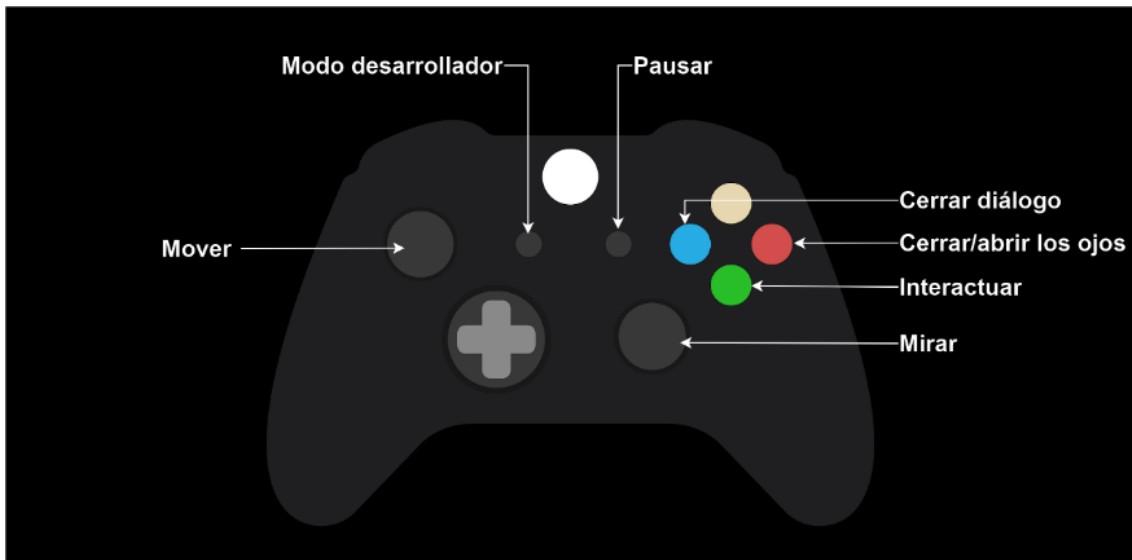 Modo desarrollador
Pausar
Cerrar diálogo
Mover
Cerrar/abrir los ojos
Interactuar
Mirar